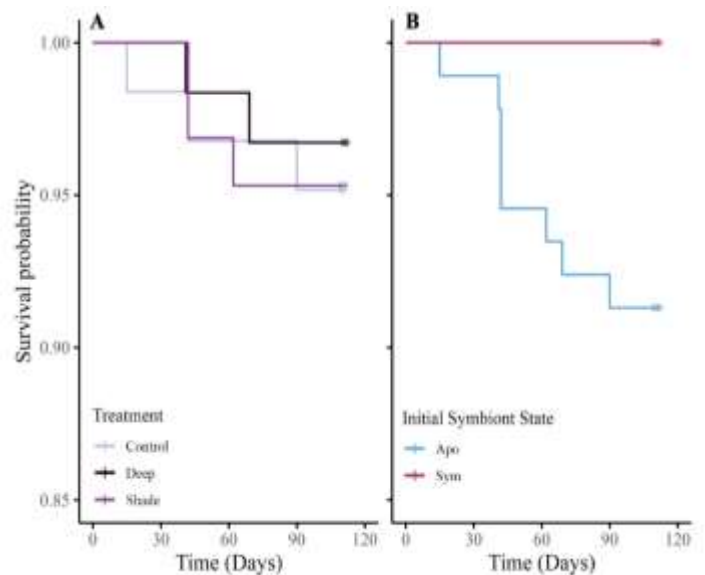 A
B
Survival probability
1.00
0.95
0.90
0.85
Treatment
Control
Deep
Shade
Initial Symbiont State
Apo
Sym
0 30 60 90 120
0 30 60 90 120
Time (Days)
Time (Days)